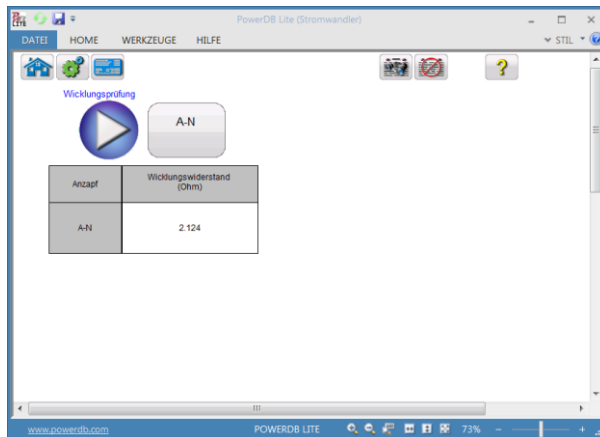 PowerDB Lite (Stromwandler)
DATEI HOME WERKZEUGE HILFE STIL
Wicklungsprüfung
A-N
Anzapf Wicklungswiderstand
(Ohm)
A-N 2.124
www.powerdb.com POWERDB LITE 73%